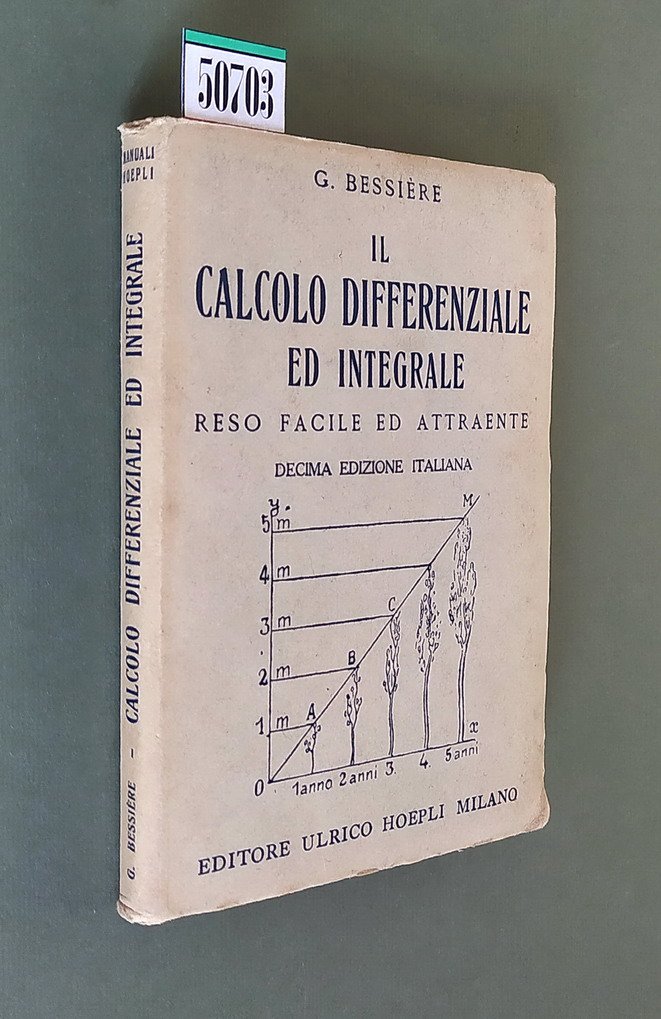 50703
MANUALI
HOEPLI
G. BESSIÈRE - CALCOLO DIFFERENZIALE ED INTEGRALE
G. BESSIÈRE
IL
CALCOLO DIFFERENZIALE
ED INTEGRALE
RESO FACILE ED ATTRAENTE
DECIMA EDIZIONE ITALIANA
y.
M
5 m
4 m
C
3 m
B
2 m
A
1 m
x
0 1anno 2anni 3. 4. 5anni
EDITORE ULRICO HOEPLI MILANO